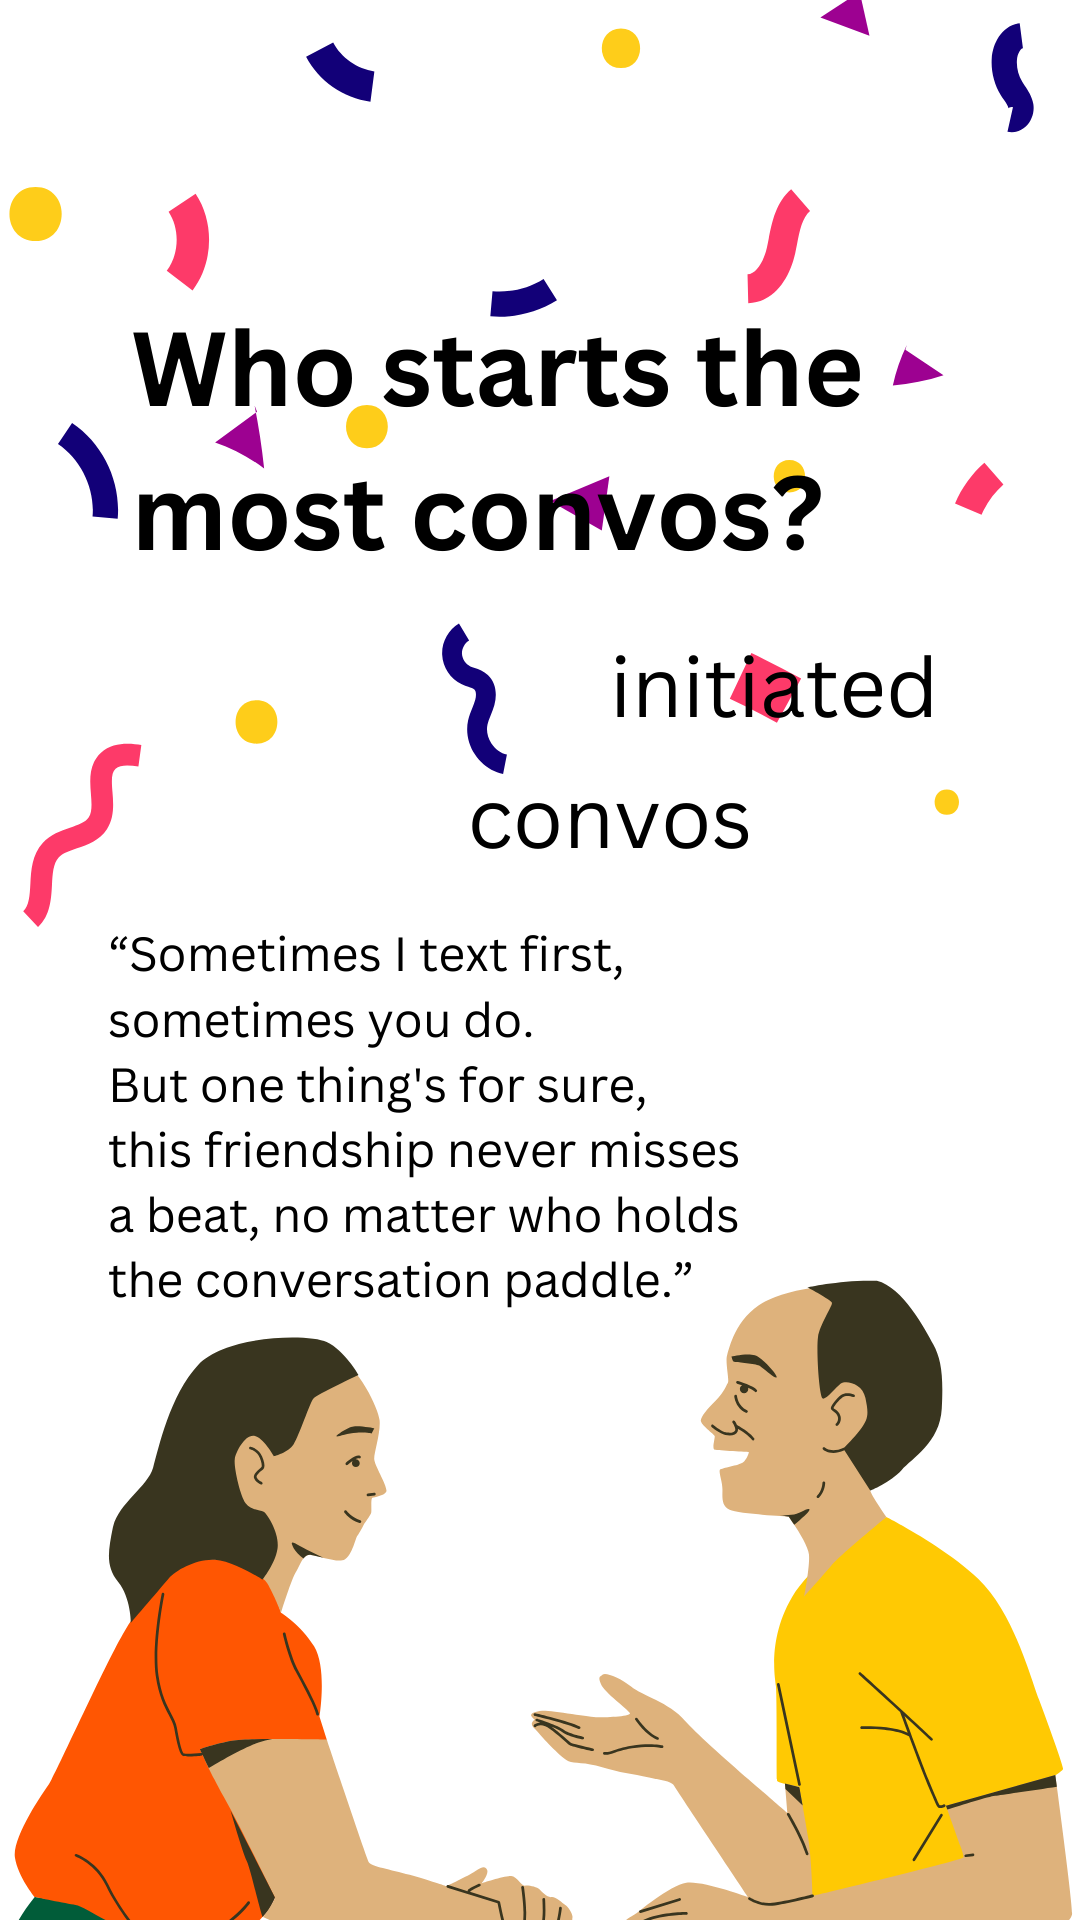 Who starts the
most convos?
initiated
convos
“Sometimes I text first,
sometimes you do.
But one thing's for sure,
this friendship never misses
a beat, no matter who holds
the conversation paddle.”